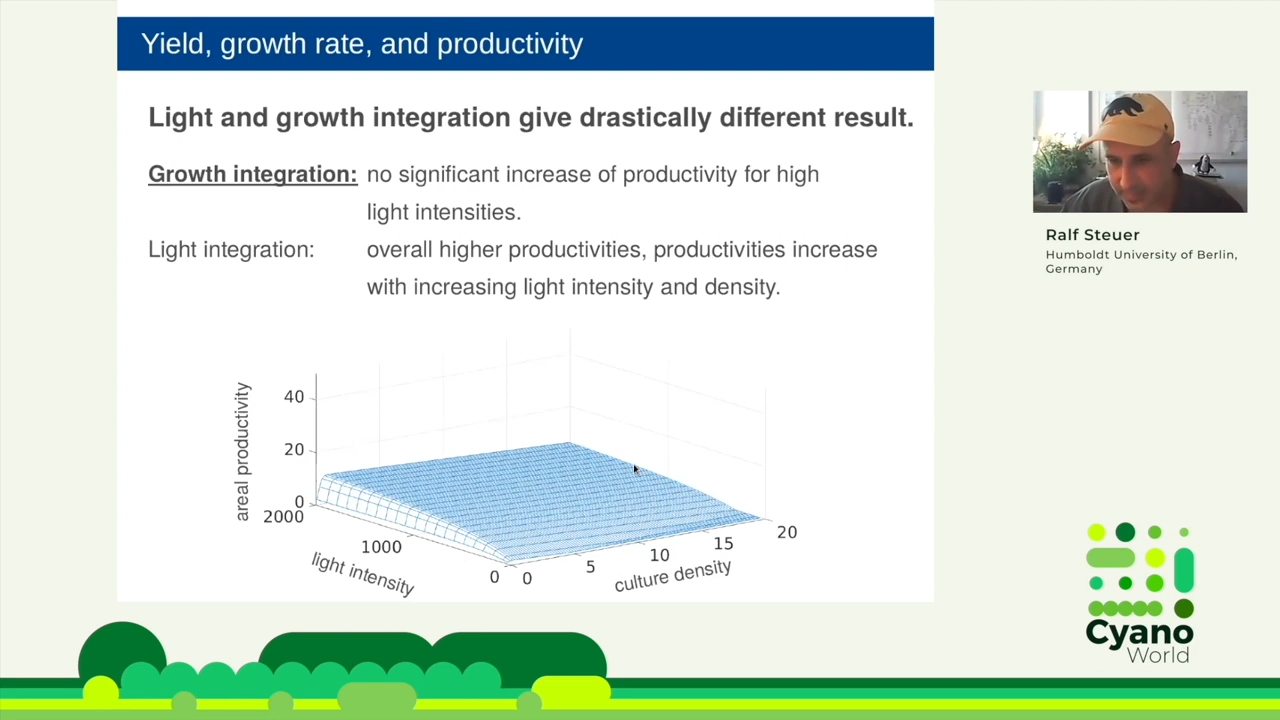 Yield, growth rate, and productivity
Light and growth integration give drastically different result.
Growth integration: no significant increase of productivity for high
light intensities.
Light integration: overall higher productivities, productivities increase
with increasing light intensity and density.
areal productivity
40
20
0
2000
1000
0
light intensity
0
5
10
15
20
culture density
Ralf Steuer
Humboldt University of Berlin,
Germany
Cyano
World